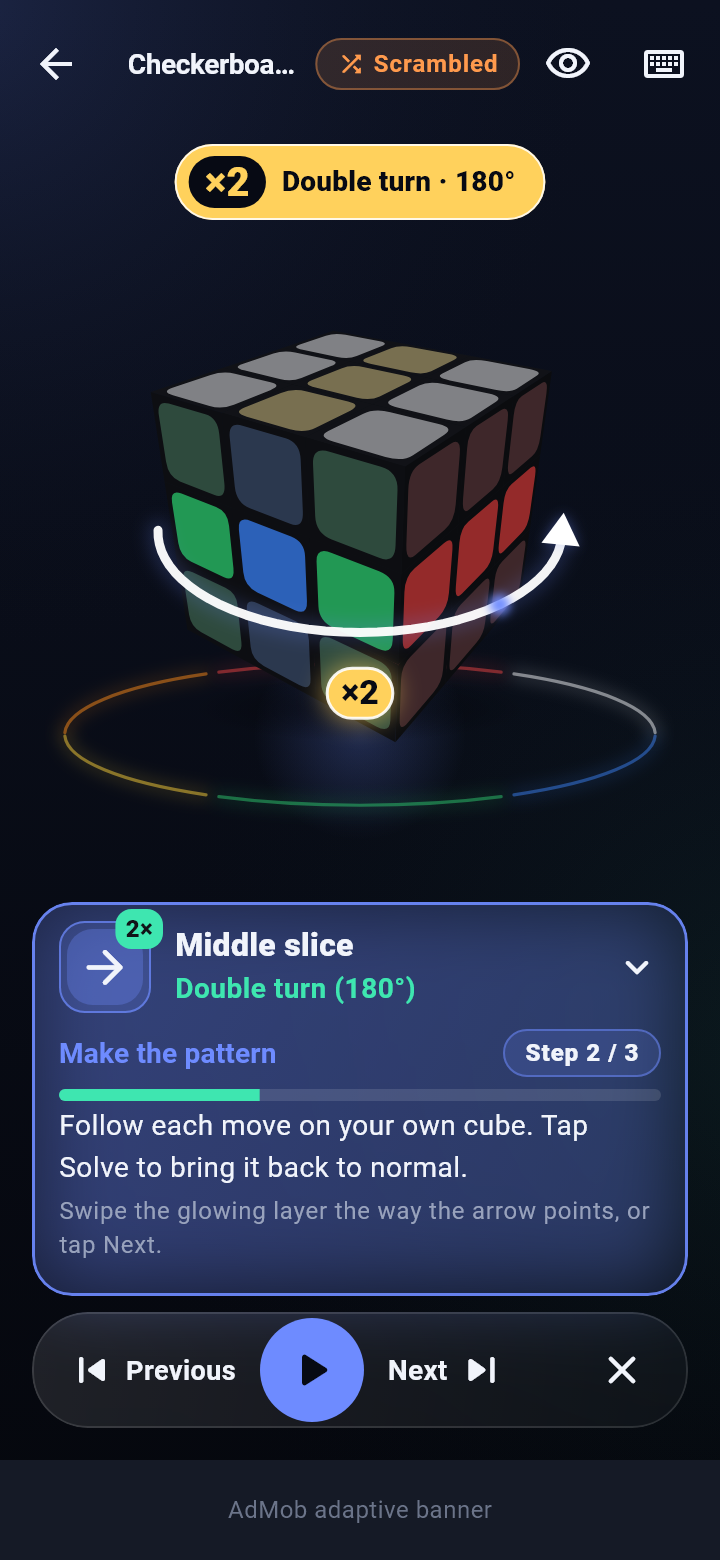 Checkerboa...
Scrambled
×2 Double turn · 180°
×2
2×
Middle slice
Double turn (180°)
Make the pattern
Step 2 / 3
Follow each move on your own cube. Tap
Solve to bring it back to normal.
Swipe the glowing layer the way the arrow points, or
tap Next.
Previous
Next
AdMob adaptive banner